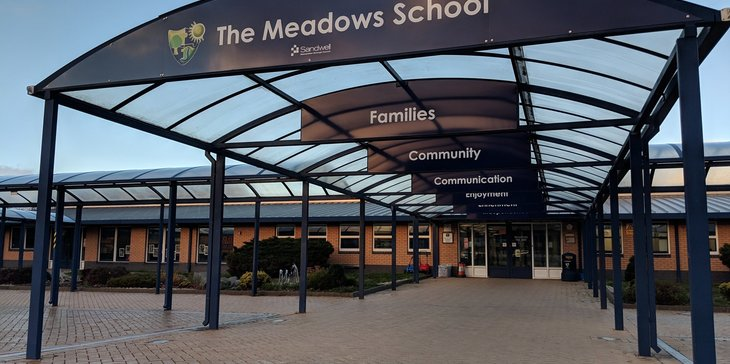 The Meadows School
Sandwell
Families
Community
Communication
Enjoyment